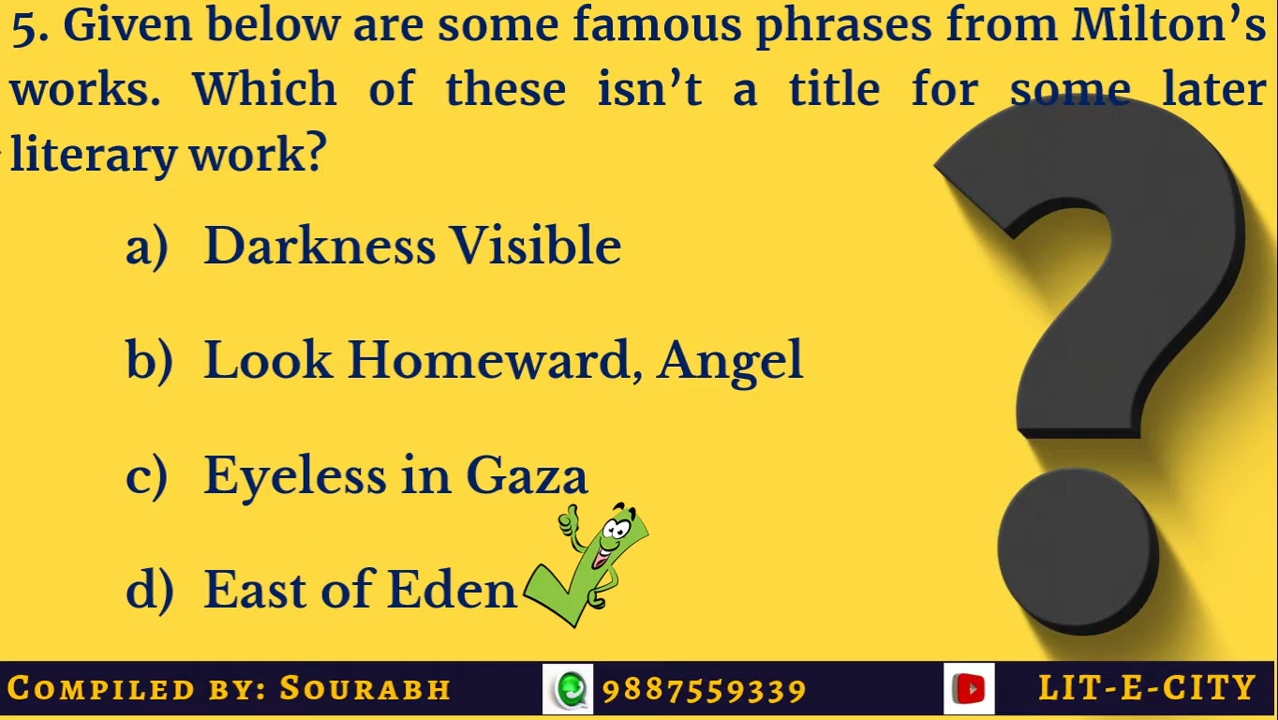 5. Given below are some famous phrases from Milton’s
works. Which of these isn’t a title for some later
literary work?
a) Darkness Visible
b) Look Homeward, Angel
c) Eyeless in Gaza
d) East of Eden
COMPILED BY: SOURABH 9887559339 LIT-E-CITY